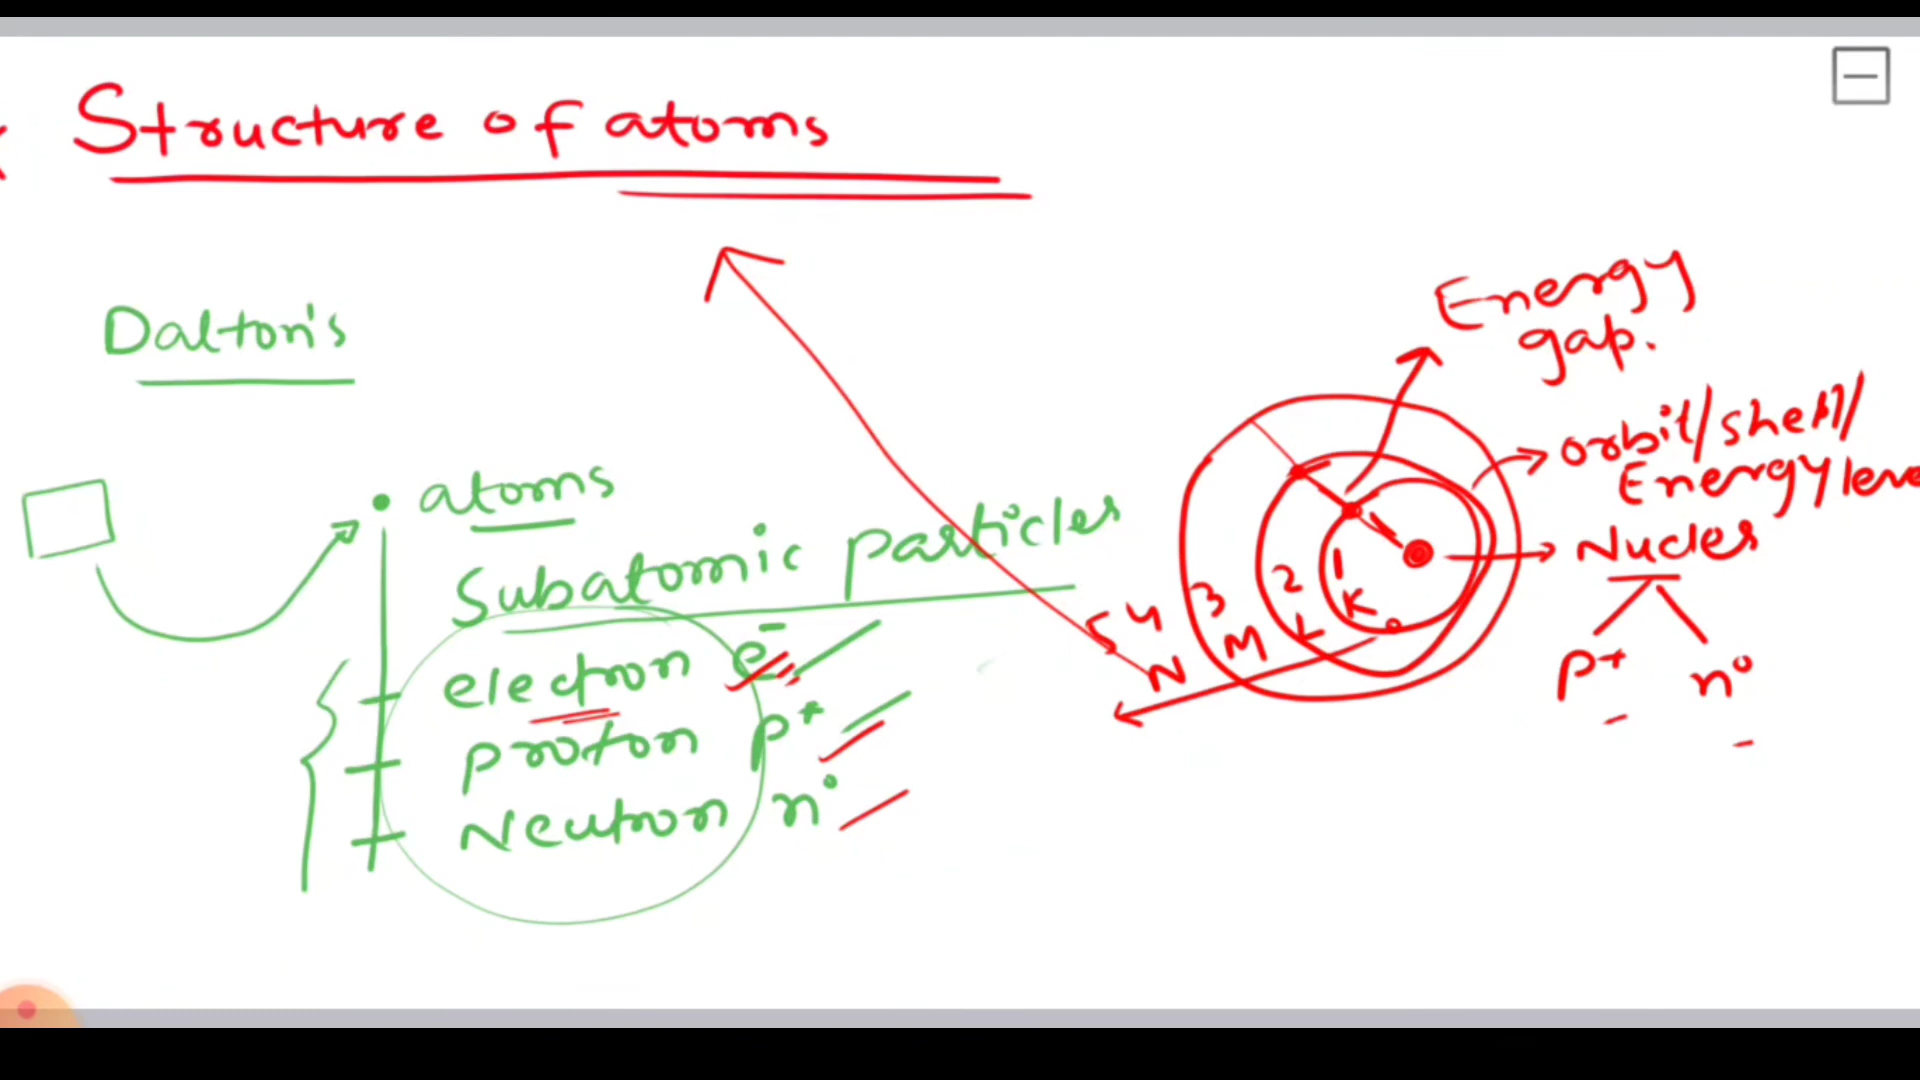 Structure of atoms
Dalton's
atoms
Subatomic particles
electron e-
proton p+
Neutron n°
Energy
gap.
orbit/shell/
Energy leve
Nucles
p+ n°
1 2 3 4 5
K L M N